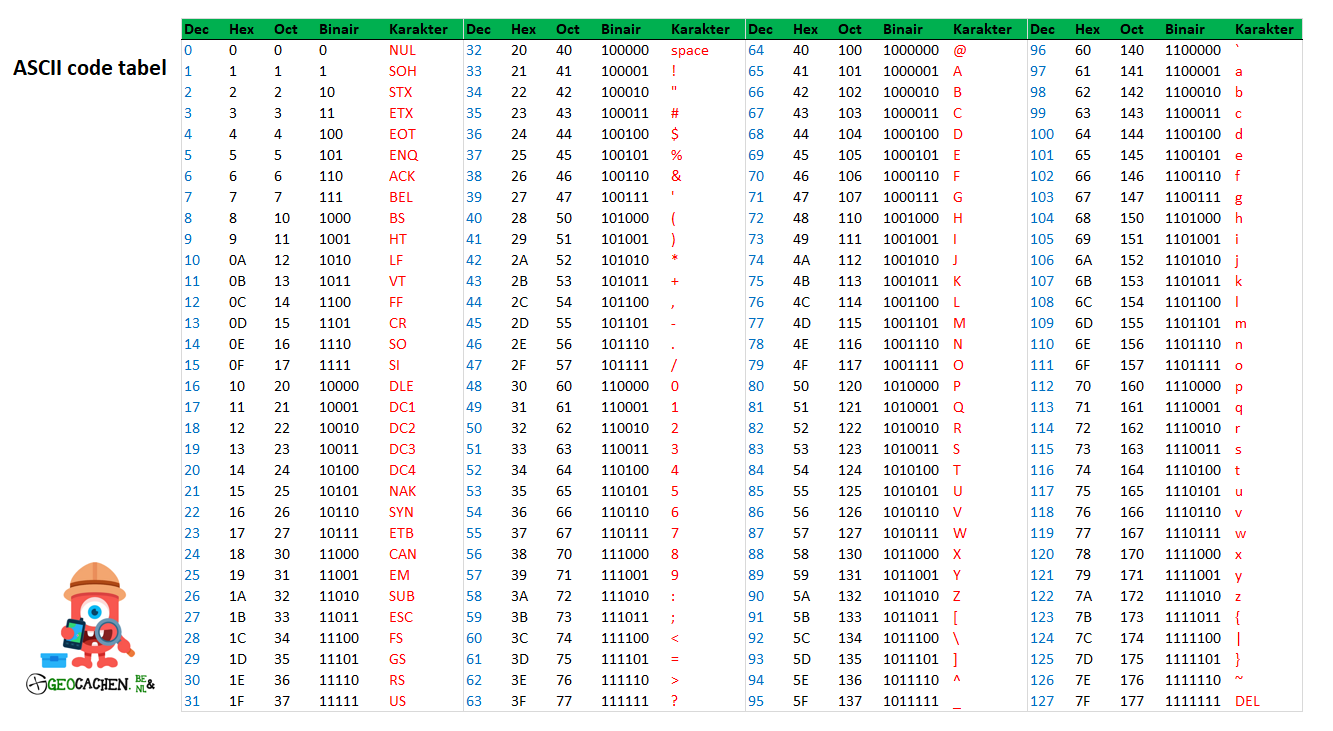 Dec Hex Oct Binair Karakter Dec Hex Oct Binair Karakter Dec Hex Oct Binair Karakter Dec Hex Oct Binair Karakter
ASCII code tabel
0 0 0 0 NUL 32 20 40 100000 space 64 40 100 1000000 @ 96 60 140 1100000 `
1 1 1 1 SOH 33 21 41 100001 ! 65 41 101 1000001 A 97 61 141 1100001 a
2 2 2 10 STX 34 22 42 100010 " 66 42 102 1000010 B 98 62 142 1100010 b
3 3 3 11 ETX 35 23 43 100011 # 67 43 103 1000011 C 99 63 143 1100011 c
4 4 4 100 EOT 36 24 44 100100 $ 68 44 104 1000100 D 100 64 144 1100100 d
5 5 5 101 ENQ 37 25 45 100101 % 69 45 105 1000101 E 101 65 145 1100101 e
6 6 6 110 ACK 38 26 46 100110 & 70 46 106 1000110 F 102 66 146 1100110 f
7 7 7 111 BEL 39 27 47 100111 ' 71 47 107 1000111 G 103 67 147 1100111 g
8 8 10 1000 BS 40 28 50 101000 ( 72 48 110 1001000 H 104 68 150 1101000 h
9 9 11 1001 HT 41 29 51 101001 ) 73 49 111 1001001 I 105 69 151 1101001 i
10 0A 12 1010 LF 42 2A 52 101010 * 74 4A 112 1001010 J 106 6A 152 1101010 j
11 0B 13 1011 VT 43 2B 53 101011 + 75 4B 113 1001011 K 107 6B 153 1101011 k
12 0C 14 1100 FF 44 2C 54 101100 , 76 4C 114 1001100 L 108 6C 154 1101100 l
13 0D 15 1101 CR 45 2D 55 101101 - 77 4D 115 1001101 M 109 6D 155 1101101 m
14 0E 16 1110 SO 46 2E 56 101110 . 78 4E 116 1001110 N 110 6E 156 1101110 n
15 0F 17 1111 SI 47 2F 57 101111 / 79 4F 117 1001111 O 111 6F 157 1101111 o
16 10 20 10000 DLE 48 30 60 110000 0 80 50 120 1010000 P 112 70 160 1110000 p
17 11 21 10001 DC1 49 31 61 110001 1 81 51 121 1010001 Q 113 71 161 1110001 q
18 12 22 10010 DC2 50 32 62 110010 2 82 52 122 1010010 R 114 72 162 1110010 r
19 13 23 10011 DC3 51 33 63 110011 3 83 53 123 1010011 S 115 73 163 1110011 s
20 14 24 10100 DC4 52 34 64 110100 4 84 54 124 1010100 T 116 74 164 1110100 t
21 15 25 10101 NAK 53 35 65 110101 5 85 55 125 1010101 U 117 75 165 1110101 u
22 16 26 10110 SYN 54 36 66 110110 6 86 56 126 1010110 V 118 76 166 1110110 v
23 17 27 10111 ETB 55 37 67 110111 7 87 57 127 1010111 W 119 77 167 1110111 w
24 18 30 11000 CAN 56 38 70 111000 8 88 58 130 1011000 X 120 78 170 1111000 x
25 19 31 11001 EM 57 39 71 111001 9 89 59 131 1011001 Y 121 79 171 1111001 y
26 1A 32 11010 SUB 58 3A 72 111010 : 90 5A 132 1011010 Z 122 7A 172 1111010 z
27 1B 33 11011 ESC 59 3B 73 111011 ; 91 5B 133 1011011 [ 123 7B 173 1111011 {
28 1C 34 11100 FS 60 3C 74 111100 < 92 5C 134 1011100 \ 124 7C 174 1111100 |
29 1D 35 11101 GS 61 3D 75 111101 = 93 5D 135 1011101 ] 125 7D 175 1111101 }
30 1E 36 11110 RS 62 3E 76 111110 > 94 5E 136 1011110 ^ 126 7E 176 1111110 ~
31 1F 37 11111 US 63 3F 77 111111 ? 95 5F 137 1011111 _ 127 7F 177 1111111 DEL
GEOCACHEN. BE NL &